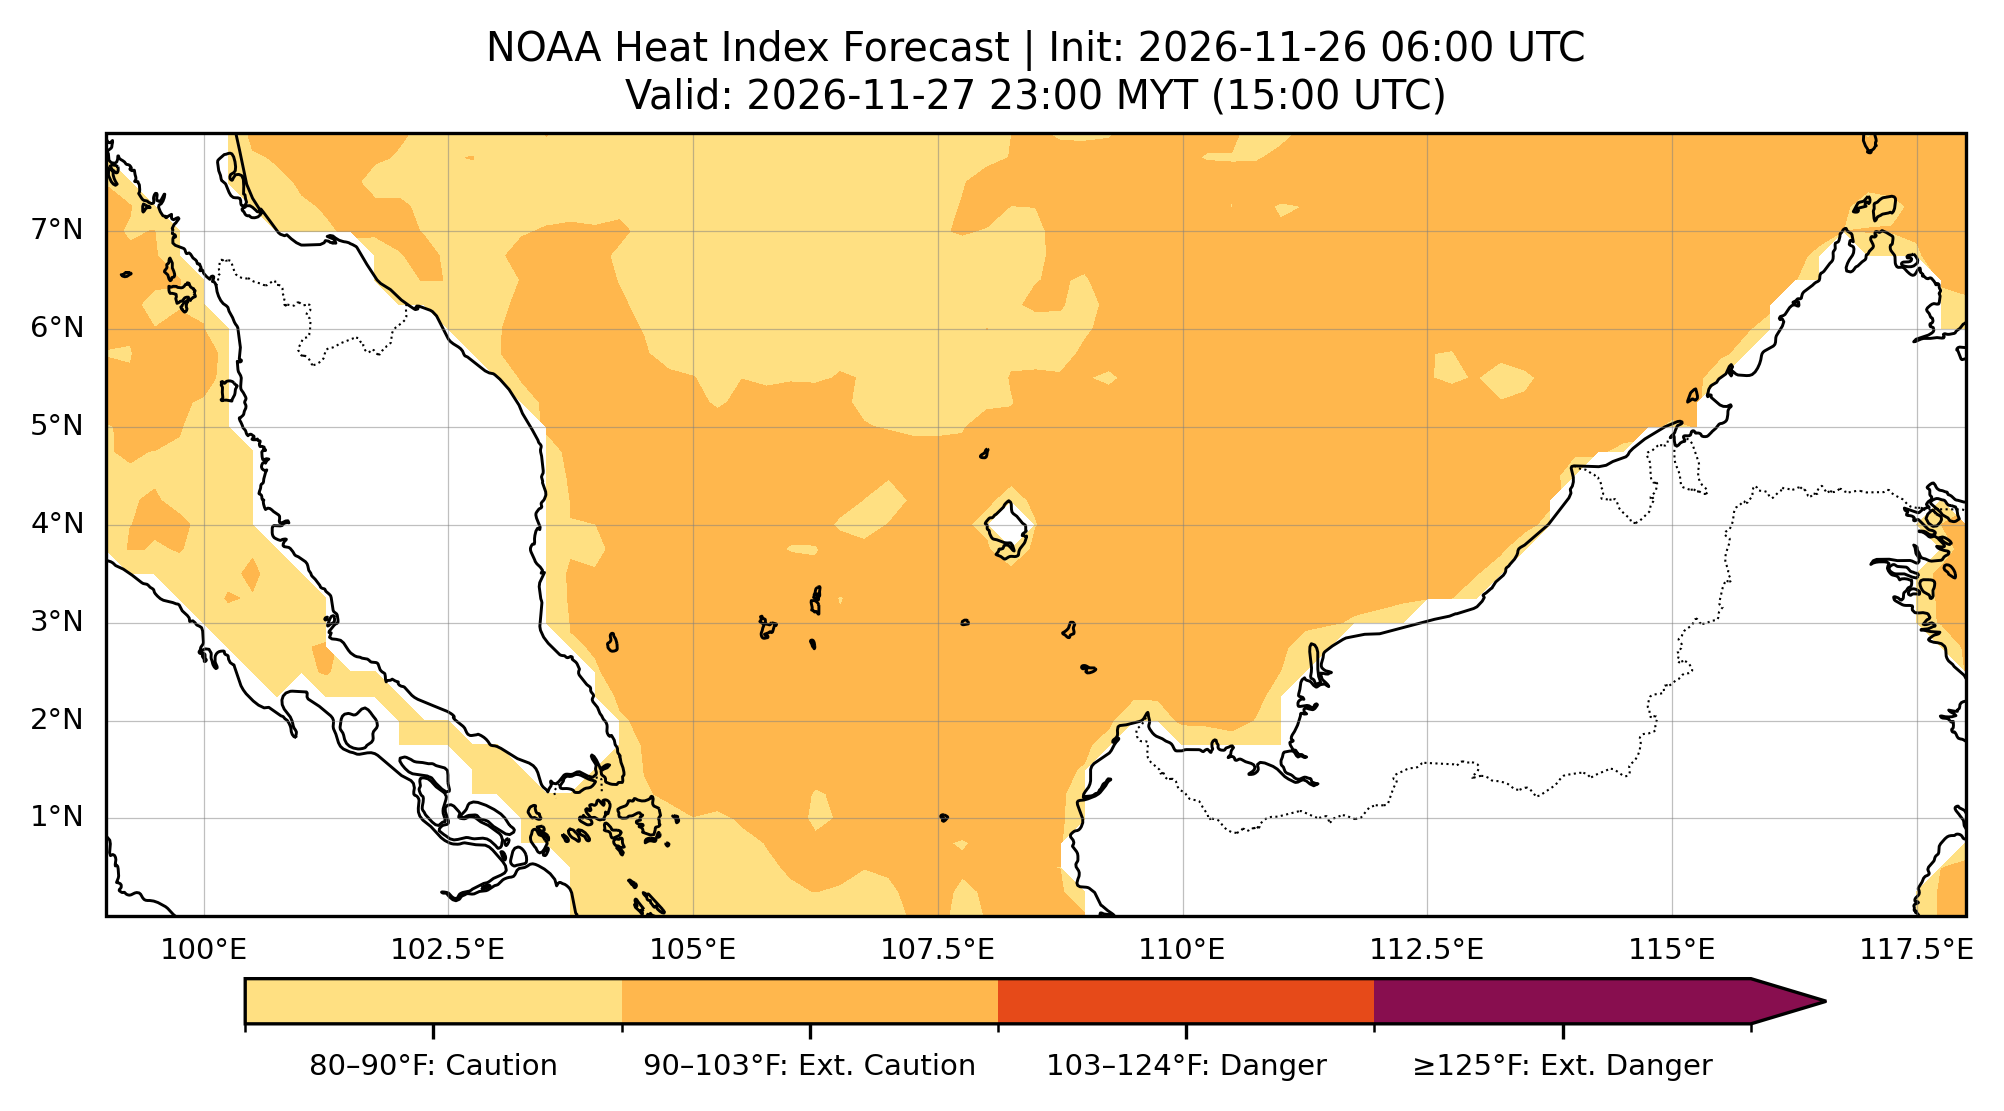 NOAA Heat Index Forecast | Init: 2026-11-26 06:00 UTC
Valid: 2026-11-27 23:00 MYT (15:00 UTC)
7°N
6°N
5°N
4°N
3°N
2°N
1°N
100°E 102.5°E 105°E 107.5°E 110°E 112.5°E 115°E 117.5°E
80–90°F: Caution 90–103°F: Ext. Caution 103–124°F: Danger ≥125°F: Ext. Danger